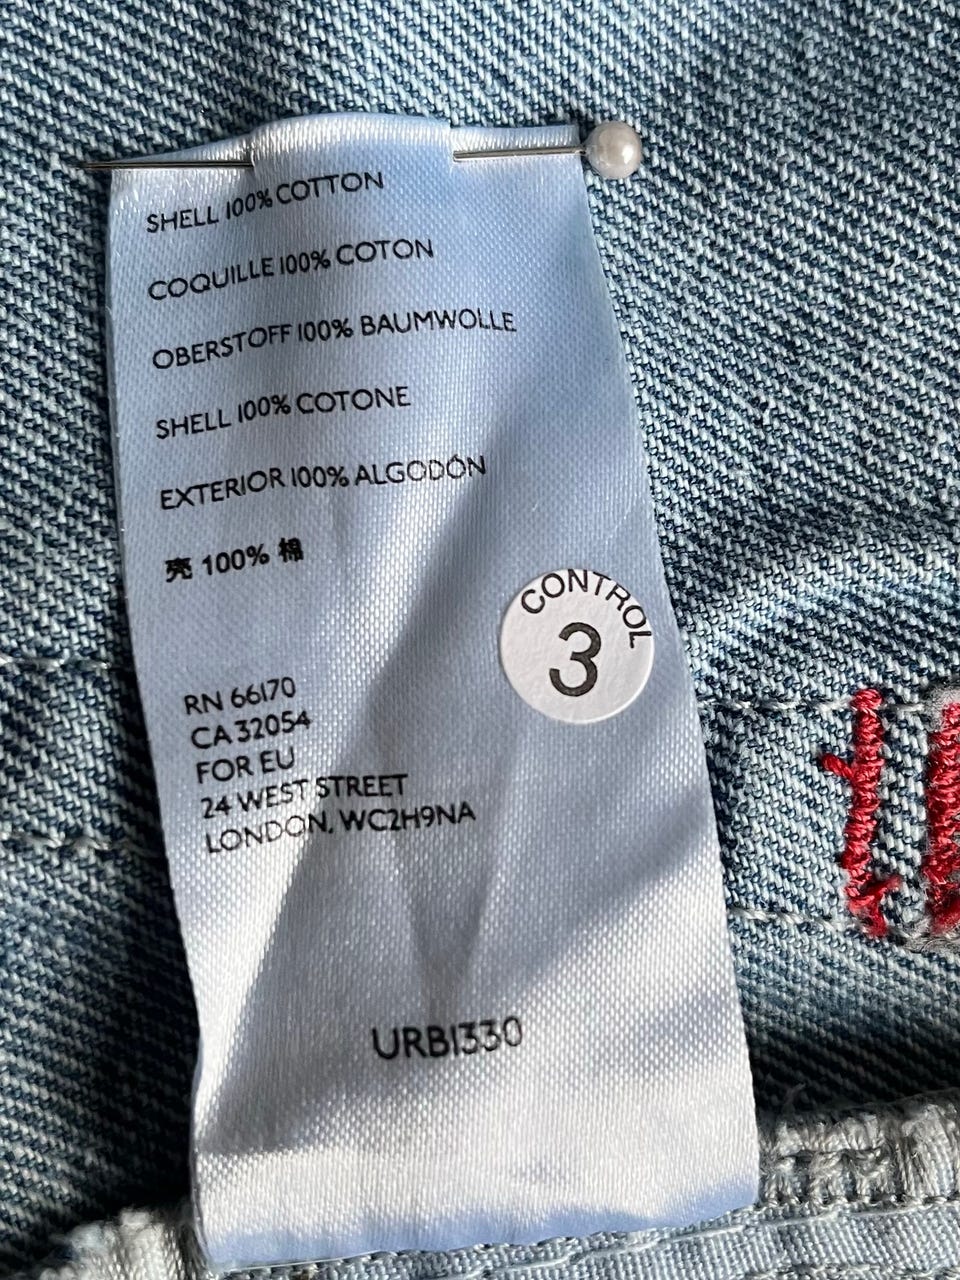 SHELL 100% COTTON
COQUILLE 100% COTON
OBERSTOFF 100% BAUMWOLLE
SHELL 100% COTONE
EXTERIOR 100% ALGODÓN
壳 100% 棉
CONTROL
3
RN 66170
CA 32054
FOR EU
24 WEST STREET
LONDON, WC2H9NA
URB1330